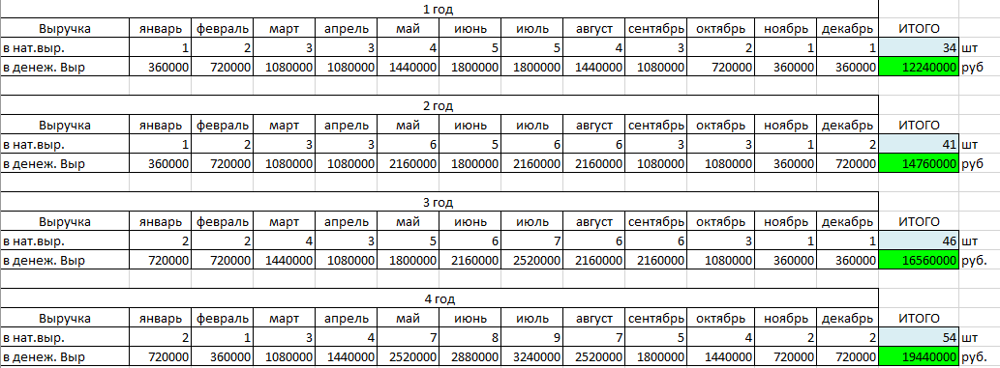 1 год
Выручка январь февраль март апрель май июнь июль август сентябрь октябрь ноябрь декабрь ИТОГО
в нат.выр. 1 2 3 3 4 5 5 4 3 2 1 1 34 шт
в денеж. Выр 360000 720000 1080000 1080000 1440000 1800000 1800000 1440000 1080000 720000 360000 360000 12240000 руб
2 год
Выручка январь февраль март апрель май июнь июль август сентябрь октябрь ноябрь декабрь ИТОГО
в нат.выр. 1 2 3 3 6 5 6 6 3 3 1 2 41 шт
в денеж. Выр 360000 720000 1080000 1080000 2160000 1800000 2160000 2160000 1080000 1080000 360000 720000 14760000 руб
3 год
Выручка январь февраль март апрель май июнь июль август сентябрь октябрь ноябрь декабрь ИТОГО
в нат.выр. 2 2 4 3 5 6 7 6 6 3 1 1 46 шт
в денеж. Выр 720000 720000 1440000 1080000 1800000 2160000 2520000 2160000 2160000 1080000 360000 360000 16560000 руб.
4 год
Выручка январь февраль март апрель май июнь июль август сентябрь октябрь ноябрь декабрь ИТОГО
в нат.выр. 2 1 3 4 7 8 9 7 5 4 2 2 54 шт
в денеж. Выр 720000 360000 1080000 1440000 2520000 2880000 3240000 2520000 1800000 1440000 720000 720000 19440000 руб.